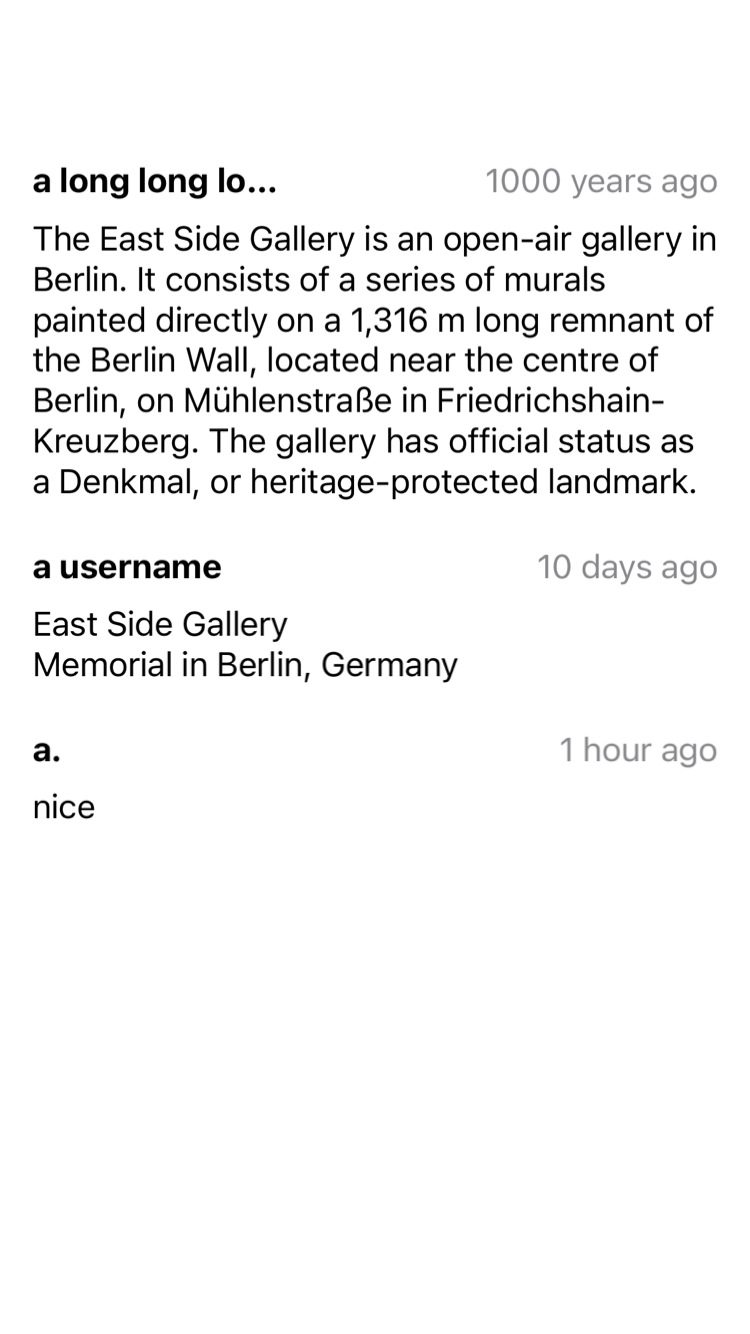 a long long lo... 1000 years ago
The East Side Gallery is an open-air gallery in
Berlin. It consists of a series of murals
painted directly on a 1,316 m long remnant of
the Berlin Wall, located near the centre of
Berlin, on Mühlenstraße in Friedrichshain-
Kreuzberg. The gallery has official status as
a Denkmal, or heritage-protected landmark.
a username 10 days ago
East Side Gallery
Memorial in Berlin, Germany
a. 1 hour ago
nice